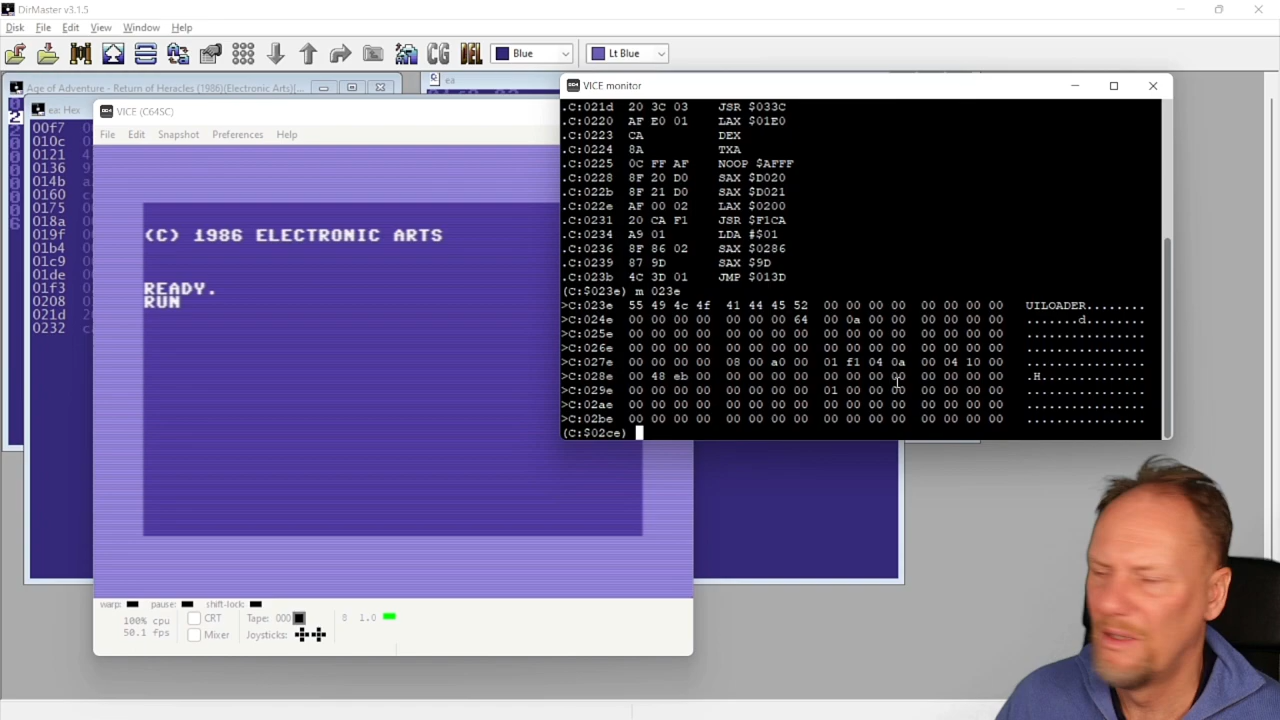 DirMaster v3.1.5
Disk File Edit View Window Help
CG DEL Blue Lt Blue
Age of Adventure - Return of Heracles (1986)(Electronic Arts)[...
ea
ea: Hex
00f7
010c
0121
0136
014b
0160
0175
018a
019f
01b4
01c9
01de
01f3
0208
021d
0232
VICE (C64SC)
File Edit Snapshot Preferences Help
(C) 1986 ELECTRONIC ARTS
READY.
RUN
warp: pause: shift-lock:
100% cpu
50.1 fps
CRT
Mixer
Tape: 000
Joysticks:
8 1.0
VICE monitor
.C:021d 20 3C 03 JSR $033C
.C:0220 AF E0 01 LAX $01E0
.C:0223 CA DEX
.C:0224 8A TXA
.C:0225 0C FF AF NOOP $AFFF
.C:0228 8F 20 D0 SAX $D020
.C:022b 8F 21 D0 SAX $D021
.C:022e AF 00 02 LAX $0200
.C:0231 20 CA F1 JSR $F1CA
.C:0234 A9 01 LDA #$01
.C:0236 8F 86 02 SAX $0286
.C:0239 87 9D SAX $9D
.C:023b 4C 3D 01 JMP $013D
(C:$023e) m 023e
>C:023e 55 49 4c 4f 41 44 45 52 00 00 00 00 00 00 00 00 UILOADER........
>C:024e 00 00 00 00 00 00 00 64 00 0a 00 00 00 00 00 00 .......d........
>C:025e 00 00 00 00 00 00 00 00 00 00 00 00 00 00 00 00 ................
>C:026e 00 00 00 00 00 00 00 00 00 00 00 00 00 00 00 00 ................
>C:027e 00 00 00 00 08 00 a0 00 01 f1 04 0a 00 04 10 00 ................
>C:028e 00 48 eb 00 00 00 00 00 00 00 00 00 00 00 00 00 .H..............
>C:029e 00 00 00 00 00 00 00 00 01 00 00 00 00 00 00 00 ................
>C:02ae 00 00 00 00 00 00 00 00 00 00 00 00 00 00 00 00 ................
>C:02be 00 00 00 00 00 00 00 00 00 00 00 00 00 00 00 00 ................
(C:$02ce)